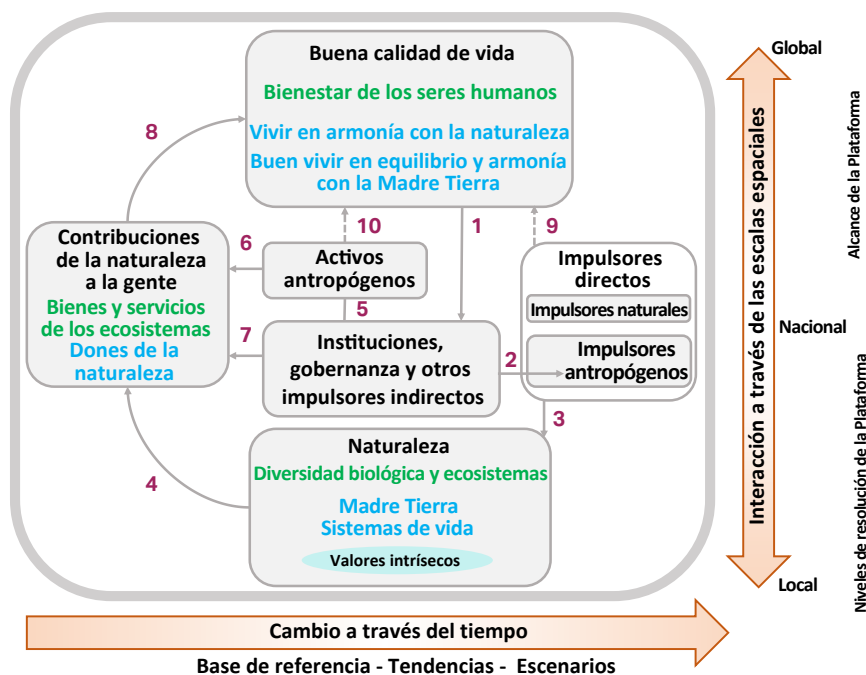 Buena calidad de vida
Bienestar de los seres humanos
Vivir en armonía con la naturaleza
Buen vivir en equilibrio y armonía
con la Madre Tierra
8
10
1
9
6
Contribuciones
de la naturaleza
a la gente
Bienes y servicios
de los ecosistemas
Dones de la
naturaleza
Activos
antropógenos
5
7
Instituciones,
gobernanza y otros
impulsores indirectos
2
Impulsores
directos
Impulsores naturales
Impulsores
antropógenos
3
4
Naturaleza
Diversidad biológica y ecosistemas
Madre Tierra
Sistemas de vida
Valores intrísecos
Global
Nacional
Local
Interacción a través de las escalas espaciales
Alcance de la Plataforma
Niveles de resolución de la Plataforma
Cambio a través del tiempo
Base de referencia - Tendencias - Escenarios